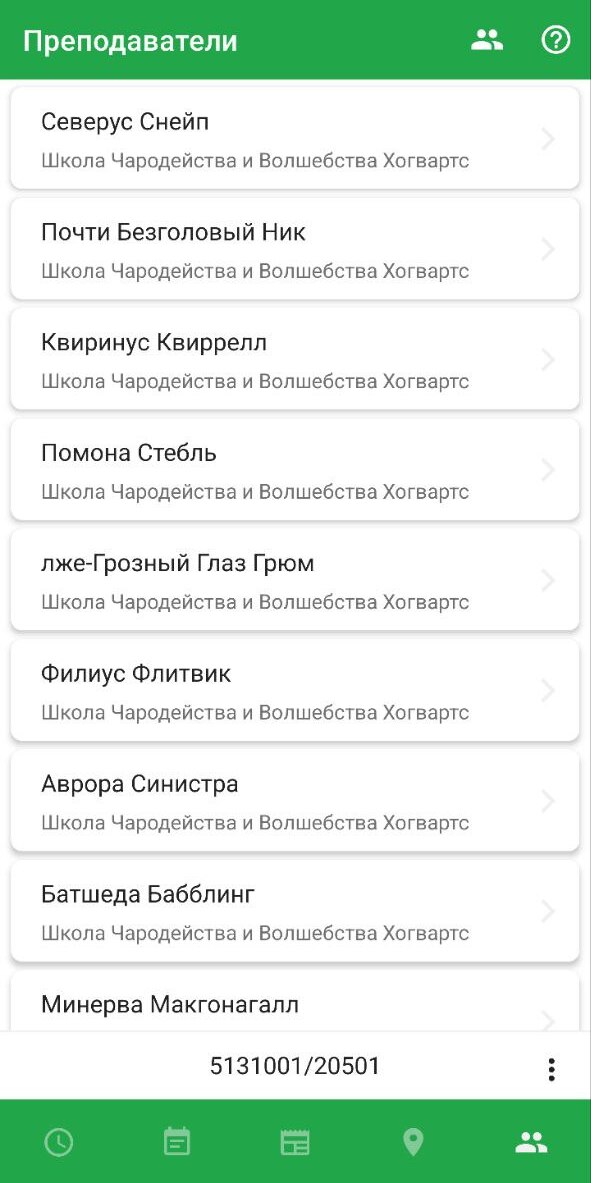 Преподаватели
Северус Снейп
Школа Чародейства и Волшебства Хогвартс
Почти Безголовый Ник
Школа Чародейства и Волшебства Хогвартс
Квиринус Квиррелл
Школа Чародейства и Волшебства Хогвартс
Помона Стебль
Школа Чародейства и Волшебства Хогвартс
лже-Грозный Глаз Грюм
Школа Чародейства и Волшебства Хогвартс
Филиус Флитвик
Школа Чародейства и Волшебства Хогвартс
Аврора Синистра
Школа Чародейства и Волшебства Хогвартс
Батшеда Бабблинг
Школа Чародейства и Волшебства Хогвартс
Минерва Макгонагалл
5131001/20501